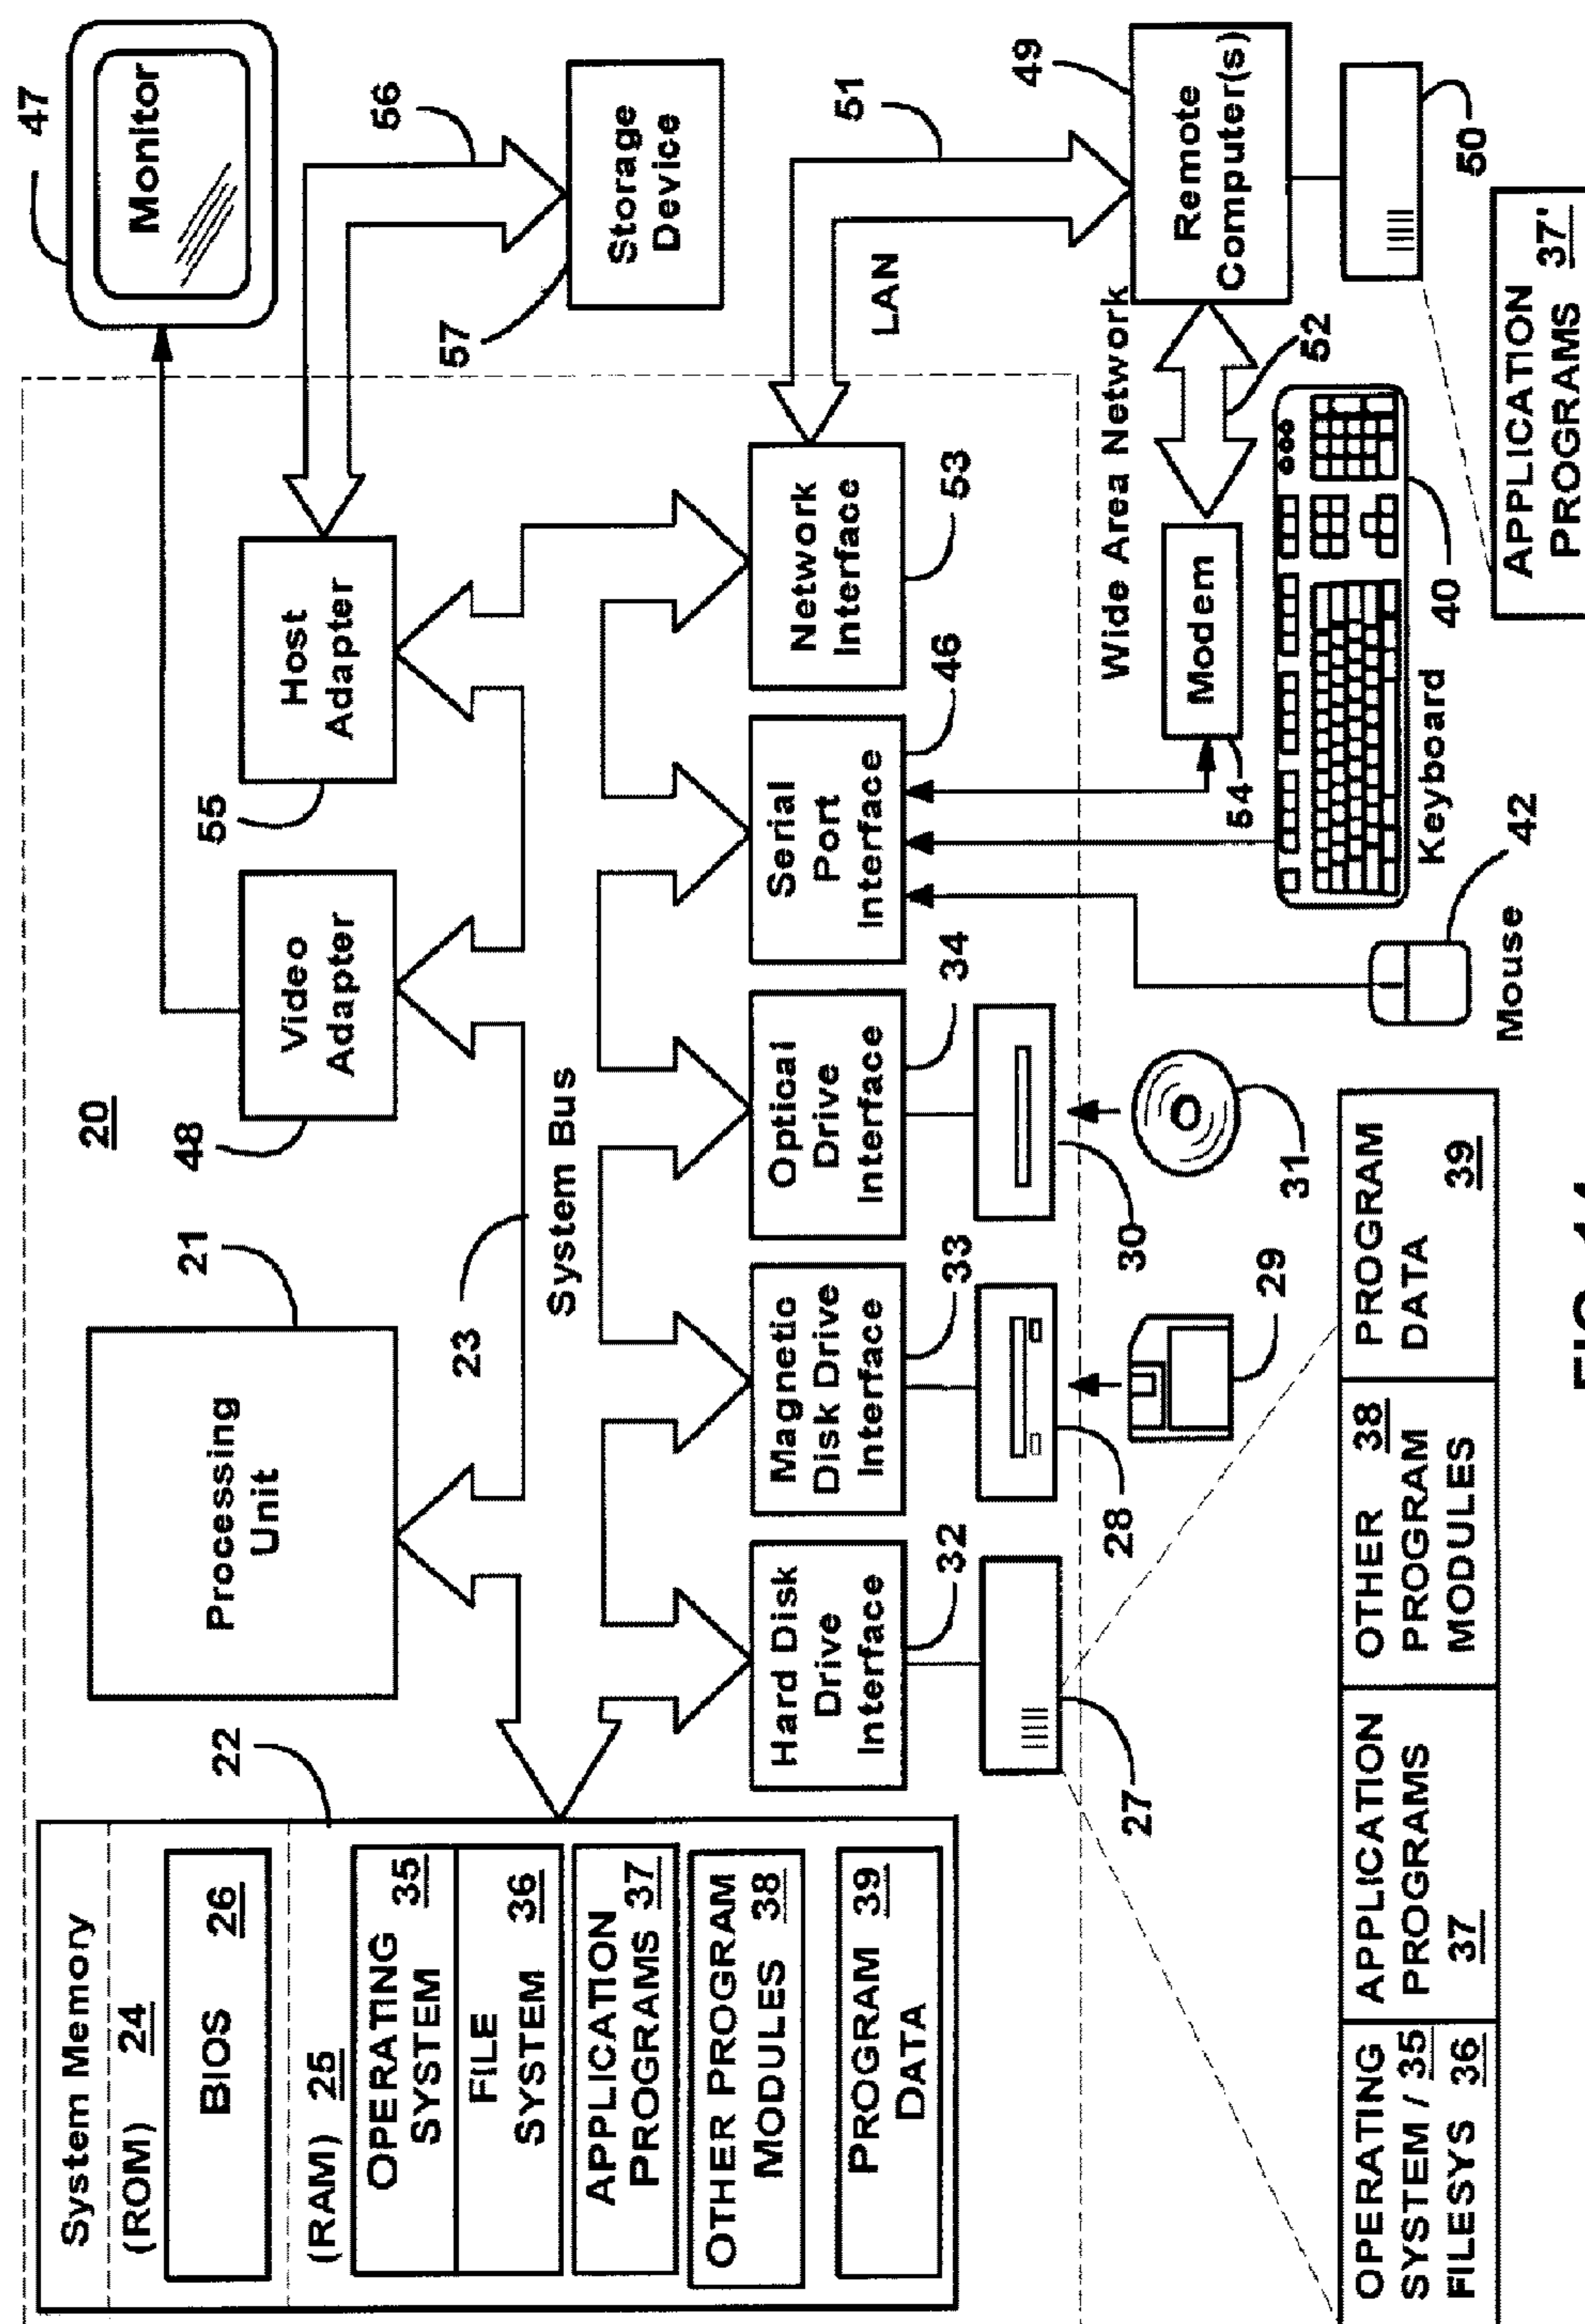 System Memory
(ROM) 24
BIOS 26
(RAM) 25
22
OPERATING
SYSTEM 35
FILE
SYSTEM 36
APPLICATION
PROGRAMS 37
OTHER PROGRAM
MODULES 38
PROGRAM 39
DATA
Processing
Unit
21
20
48
Video
Adapter
55
Host
Adapter
47
Monitor
56
57
Storage
Device
23
System Bus
Hard Disk
Drive
Interface
32
Magnetic
Disk Drive
Interface
33
Optical
Drive
Interface
34
Serial
Port
Interface
46
Network
Interface
53
LAN
51
49
Remote
Computer(s)
Wide Area Network
52
Modem
54
50
27
28
29
30
31
Keyboard
40
Mouse
42
APPLICATION
PROGRAMS 37'
OPERATING
SYSTEM / 35
FILESYS 36
APPLICATION
PROGRAMS
37
OTHER 38
PROGRAM
MODULES
PROGRAM
DATA
39